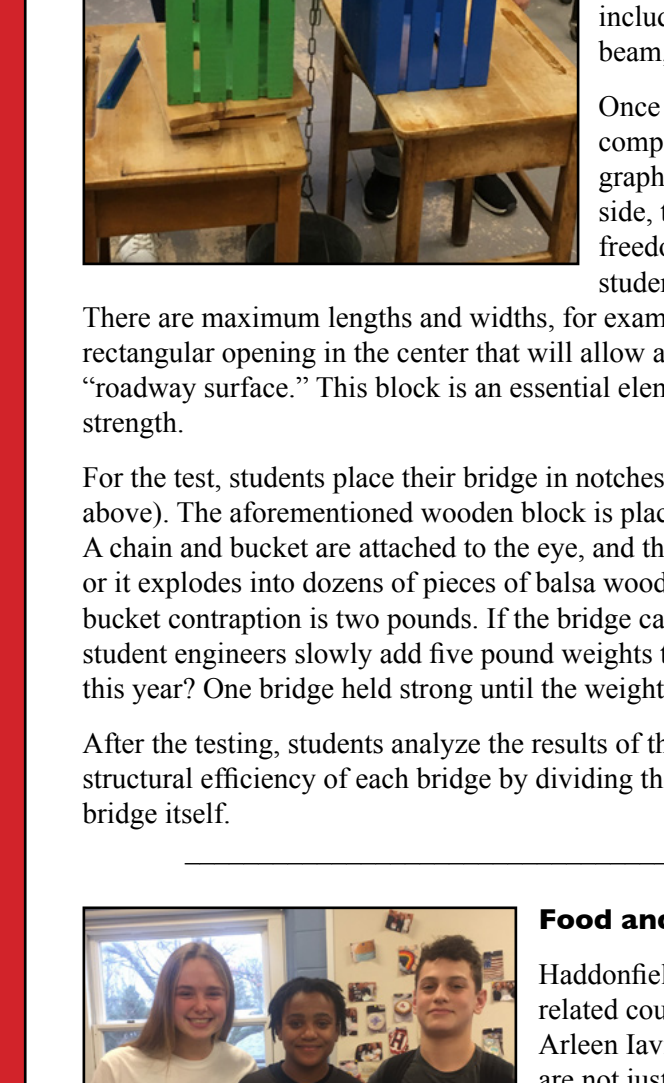 includ
beam,
Once
comp
graph
side, t
freedo
studen
There are maximum lengths and widths, for exam
rectangular opening in the center that will allow a
“roadway surface.” This block is an essential elem
strength.
For the test, students place their bridge in notches
above). The aforementioned wooden block is plac
A chain and bucket are attached to the eye, and th
or it explodes into dozens of pieces of balsa wood
bucket contraption is two pounds. If the bridge ca
student engineers slowly add five pound weights t
this year? One bridge held strong until the weight
After the testing, students analyze the results of th
structural efficiency of each bridge by dividing th
bridge itself.
Food and
Haddonfiel
related cou
Arleen Iav
are not just